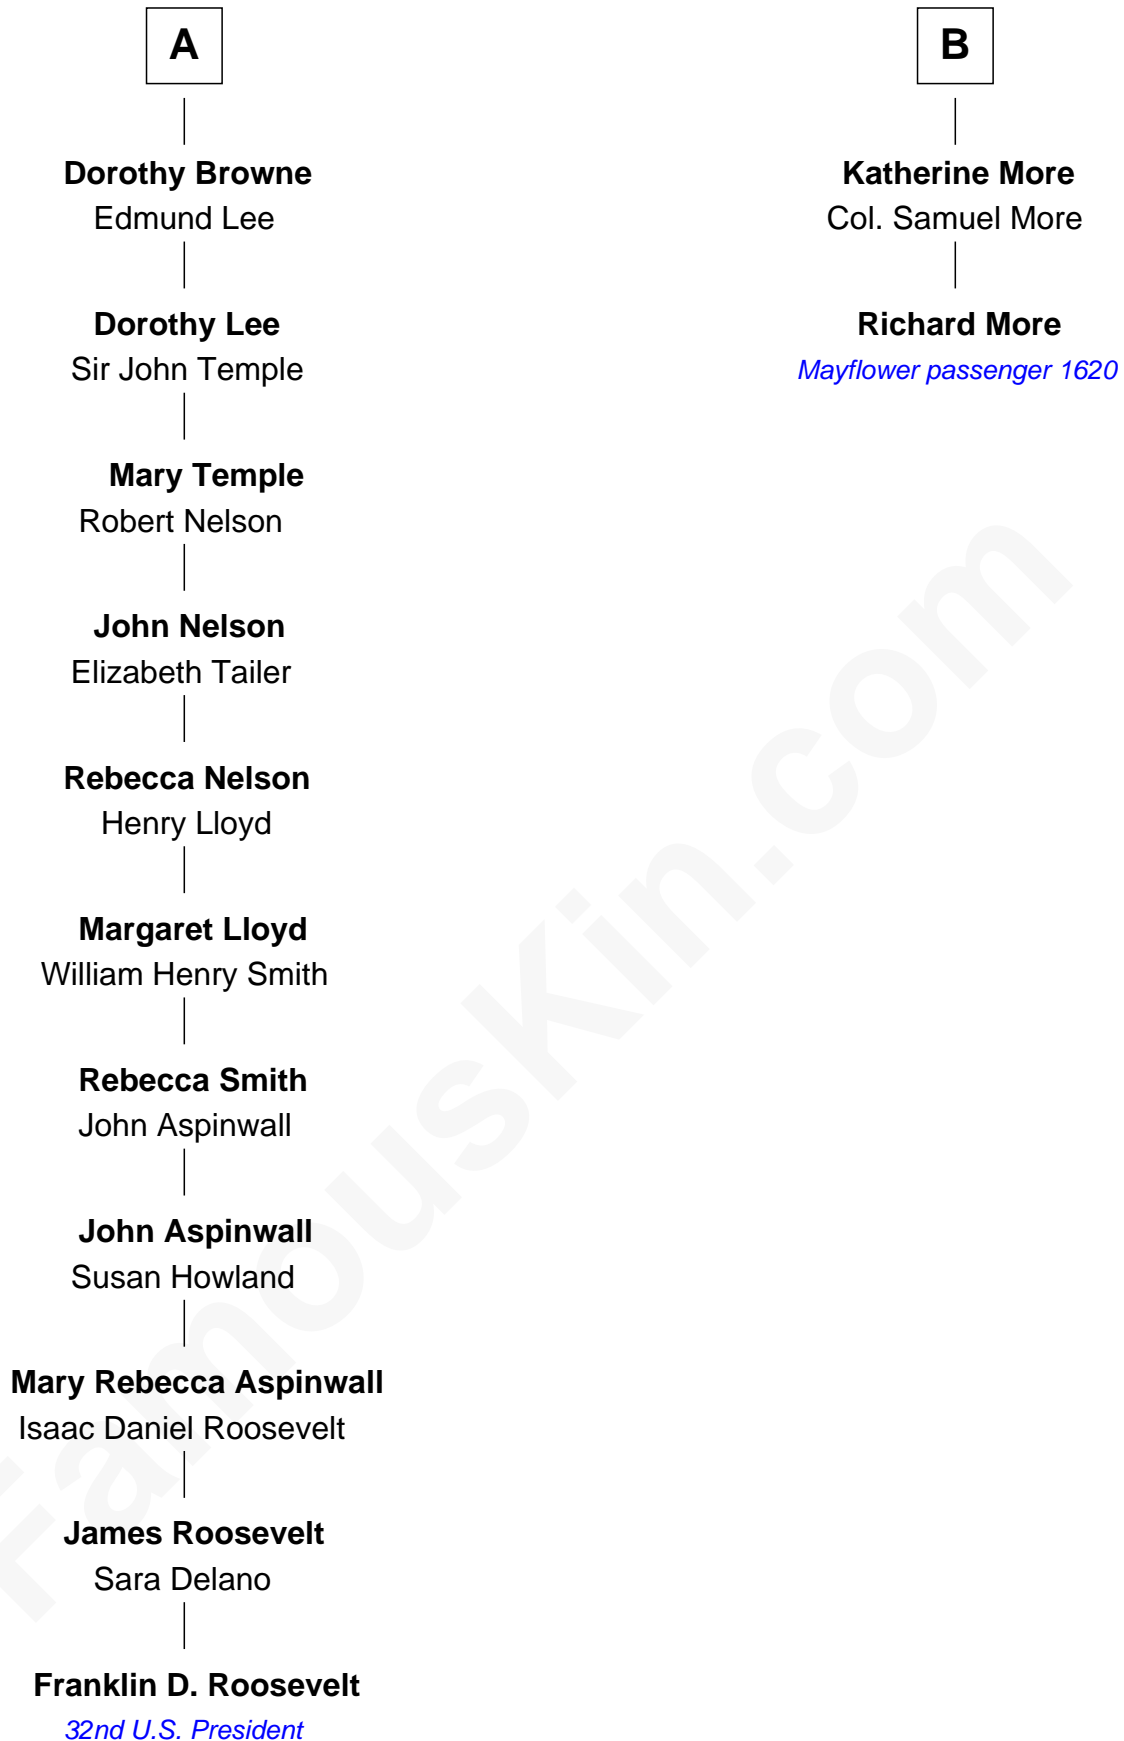 A
Dorothy Browne
Edmund Lee
Dorothy Lee
Sir John Temple
Mary Temple
Robert Nelson
John Nelson
Elizabeth Tailer
Rebecca Nelson
Henry Lloyd
Margaret Lloyd
William Henry Smith
Rebecca Smith
John Aspinwall
John Aspinwall
Susan Howland
Mary Rebecca Aspinwall
Isaac Daniel Roosevelt
James Roosevelt
Sara Delano
Franklin D. Roosevelt
32nd U.S. President
B
Katherine More
Col. Samuel More
Richard More
Mayflower passenger 1620
FamousKin.com